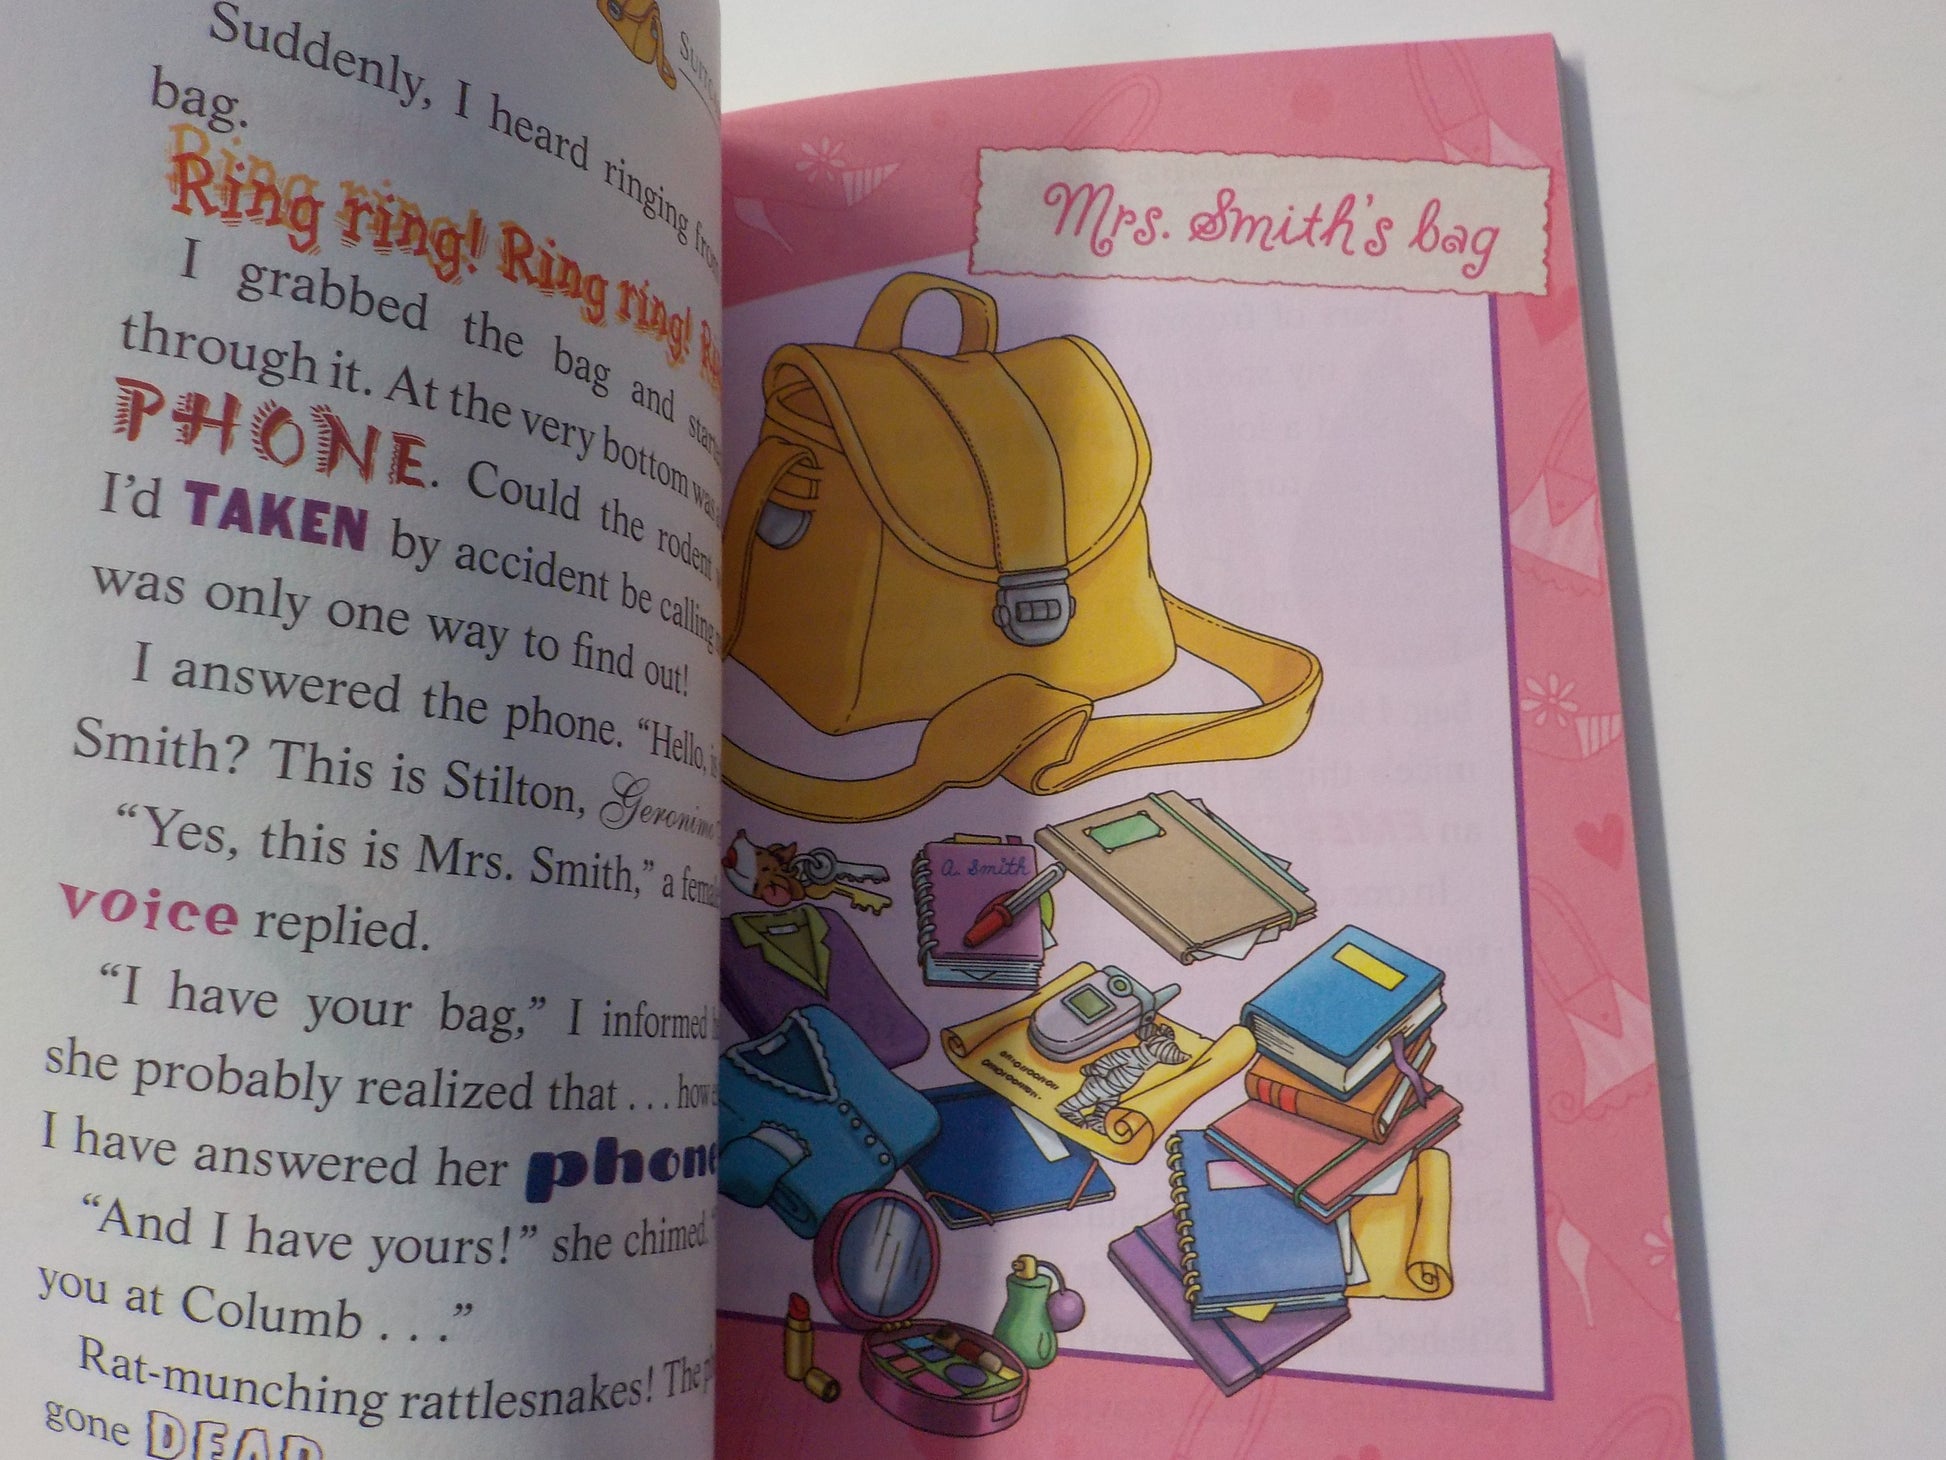 Suddenly, I heard ringing from
bag.
Ring ring! Ring ring!
I grabbed the bag and
through it. At the very bottom was
PHONE. Could the rodent
I'd TAKEN by accident be calling
was only one way to find out!
I answered the phone. “Hello, is
Smith? This is Stilton, Geronimo
“Yes, this is Mrs. Smith,” a
voice replied.
“I have your bag,” I informed
she probably realized that . . .
I have answered her phone
“And I have yours!” she chimed.
you at Columb . . .”
Rat-munching rattlesnakes! The
gone DEAD
Mrs. Smith's bag
A. Smith